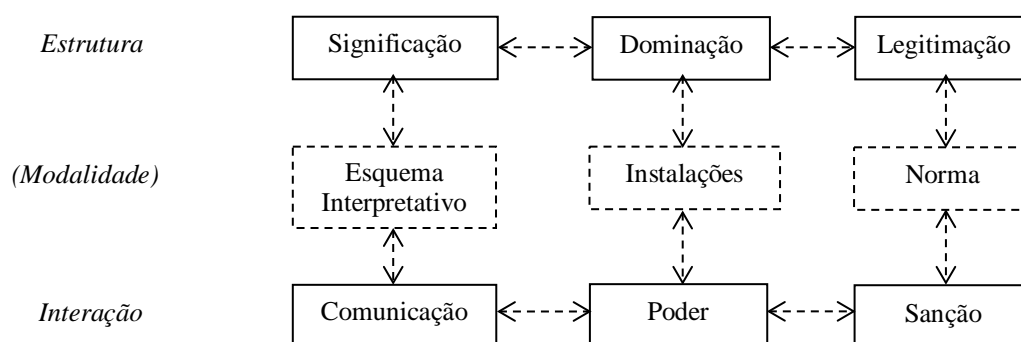 Estrutura Significação Dominação Legitimação
(Modalidade) Esquema Interpretativo Instalações Norma
Interação Comunicação Poder Sanção